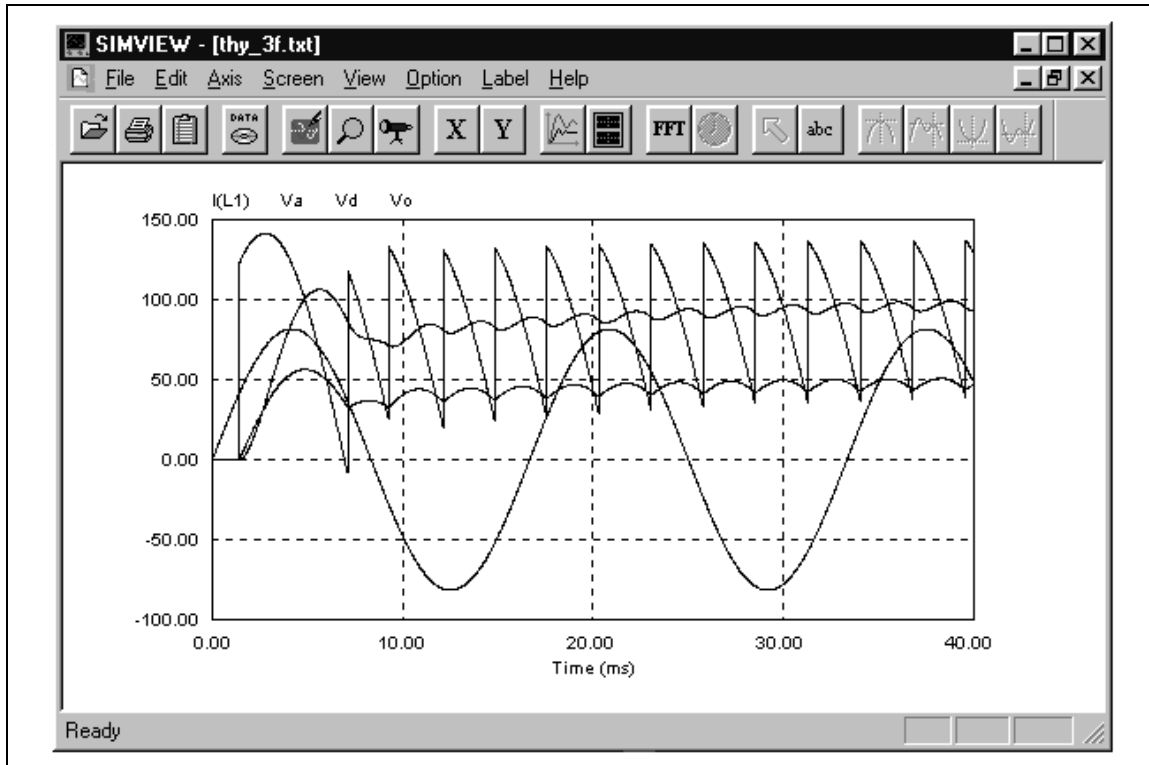 SIMVIEW - [thy_3f.txt]
File Edit Axis Screen View Option Label Help
DATA
X Y FFT abc
I(L1) Va Vd Vo
150.00
100.00
50.00
0.00
-50.00
-100.00
0.00 10.00 20.00 30.00 40.00
Time (ms)
Ready